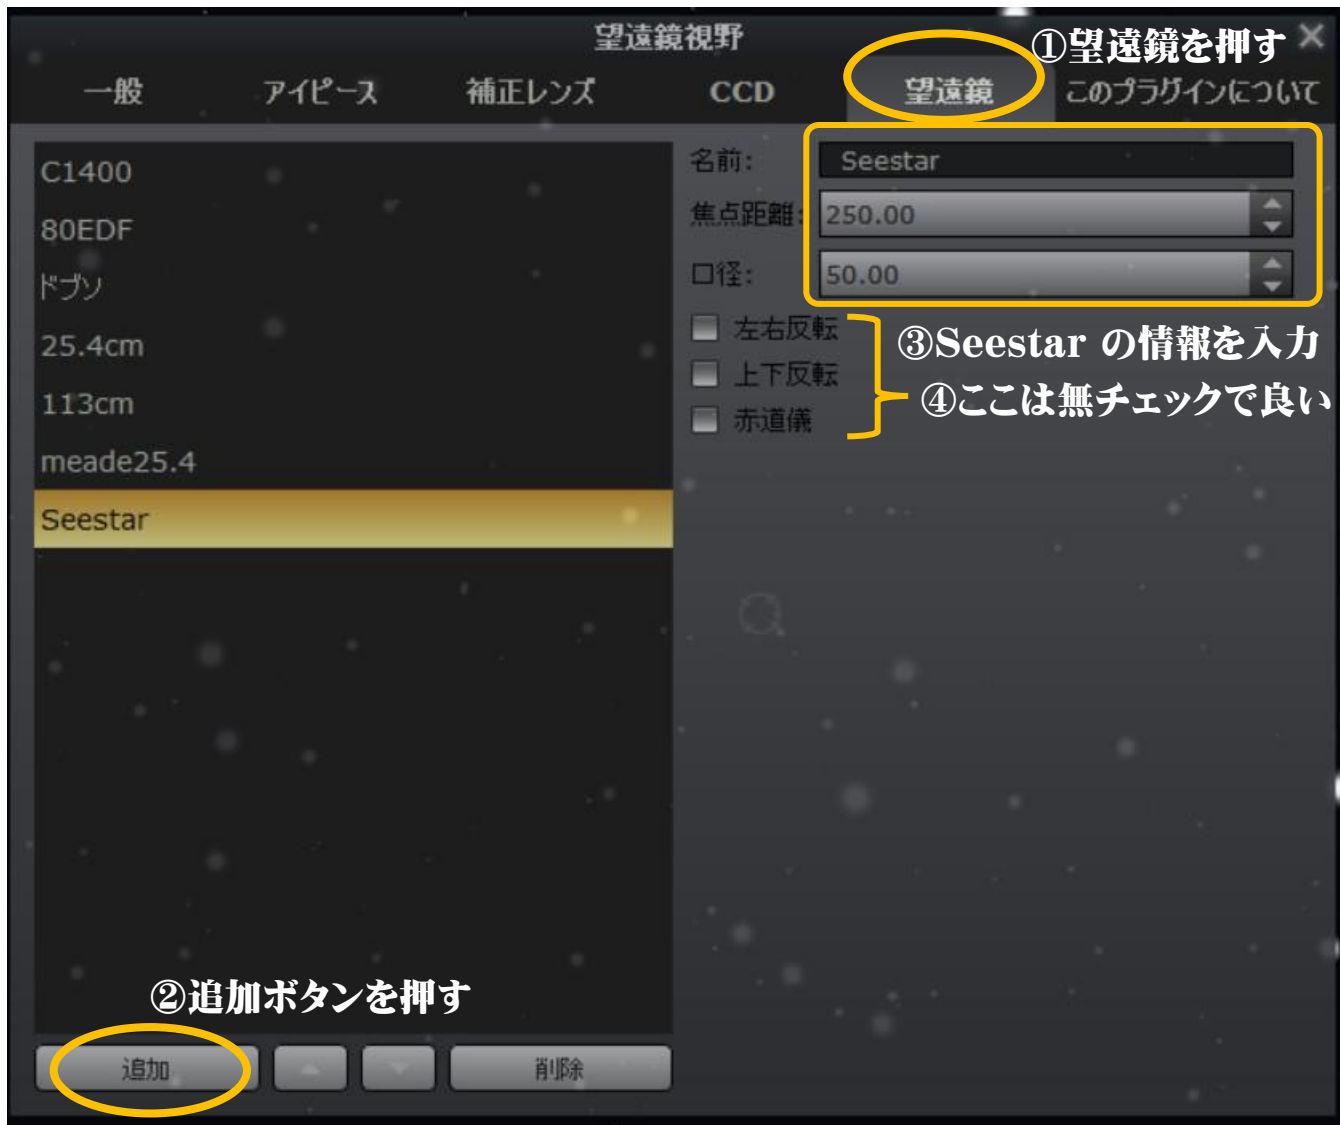 望遠鏡視野
①望遠鏡を押す
一般 アイピース 補正レンズ CCD 望遠鏡 このプラグインについて
C1400
80EDF
ドブソ
25.4cm
113cm
meade25.4
Seestar
名前: Seestar
焦点距離: 250.00
口径: 50.00
左右反転
上下反転
赤道儀
③Seestar の情報を入力
④ここは無チェックで良い
②追加ボタンを押す
追加 削除